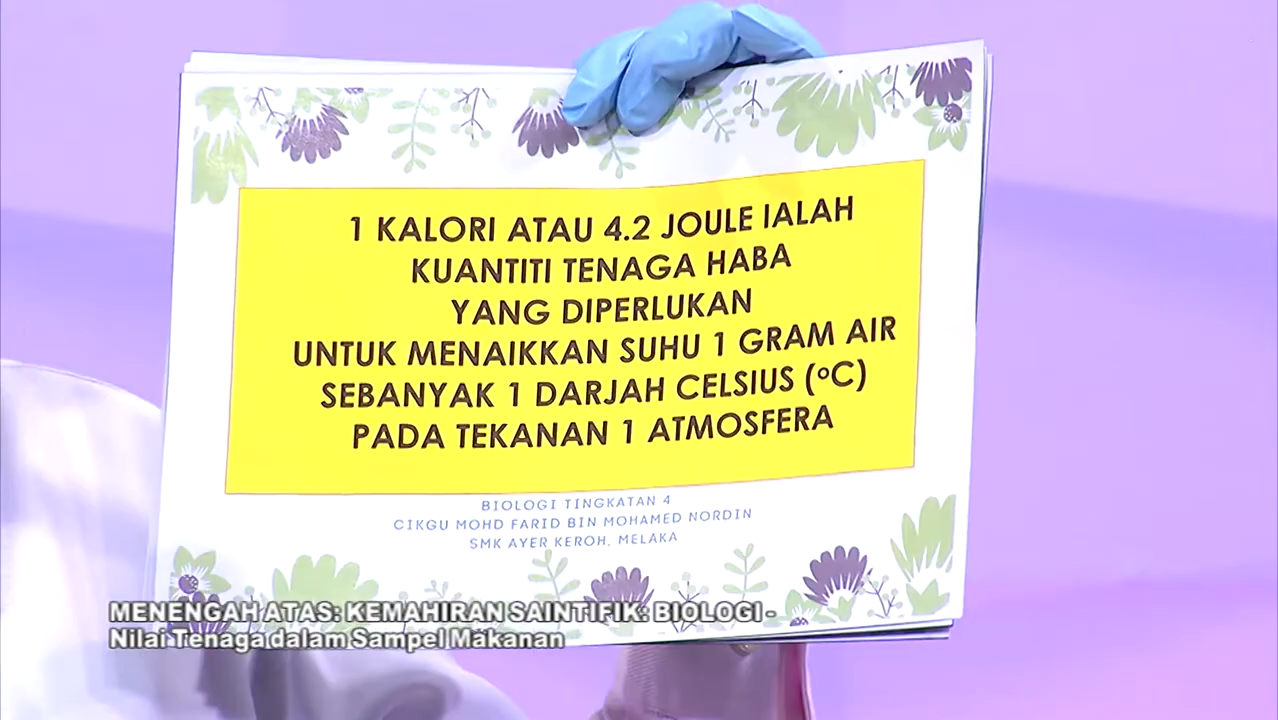 1 KALORI ATAU 4.2 JOULE IALAH
KUANTITI TENAGA HABA
YANG DIPERLUKAN
UNTUK MENAIKKAN SUHU 1 GRAM AIR
SEBANYAK 1 DARJAH CELSIUS (ºC)
PADA TEKANAN 1 ATMOSFERA
BIOLOGI TINGKATAN 4
CIKGU MOHD FARID BIN MOHAMED NORDIN
SMK AYER KEROH, MELAKA
MENENGAH ATAS: KEMAHIRAN SAINTIFIK: BIOLOGI -
Nilai Tenaga dalam Sampel Makanan